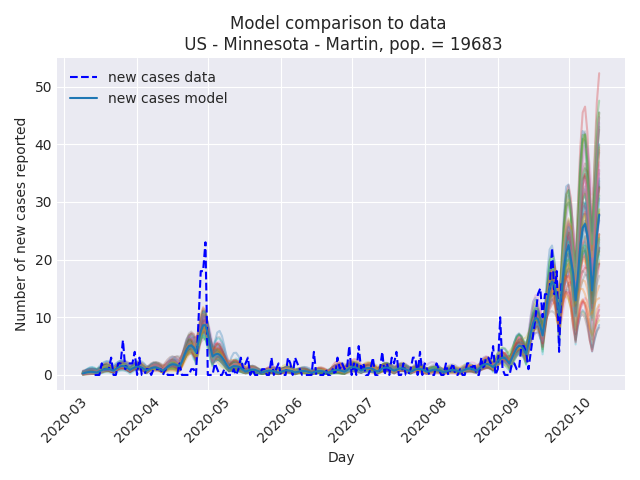 Model comparison to data
US - Minnesota - Martin, pop. = 19683
new cases data
new cases model
Number of new cases reported
50
40
30
20
10
0
2020-03
2020-04
2020-05
2020-06
2020-07
2020-08
2020-09
2020-10
Day